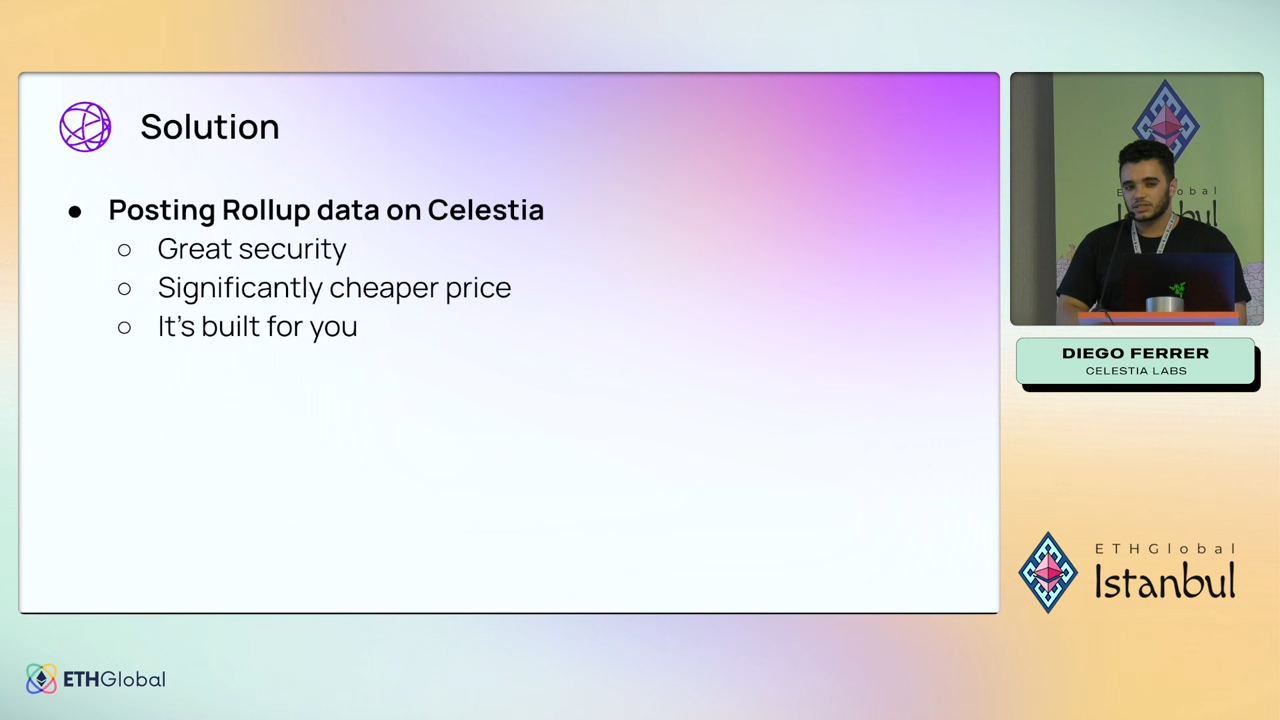 Solution
● Posting Rollup data on Celestia
○ Great security
○ Significantly cheaper price
○ It's built for you
DIEGO FERRER
CELESTIA LABS
ETHGlobal
Istanbul
ETHGlobal